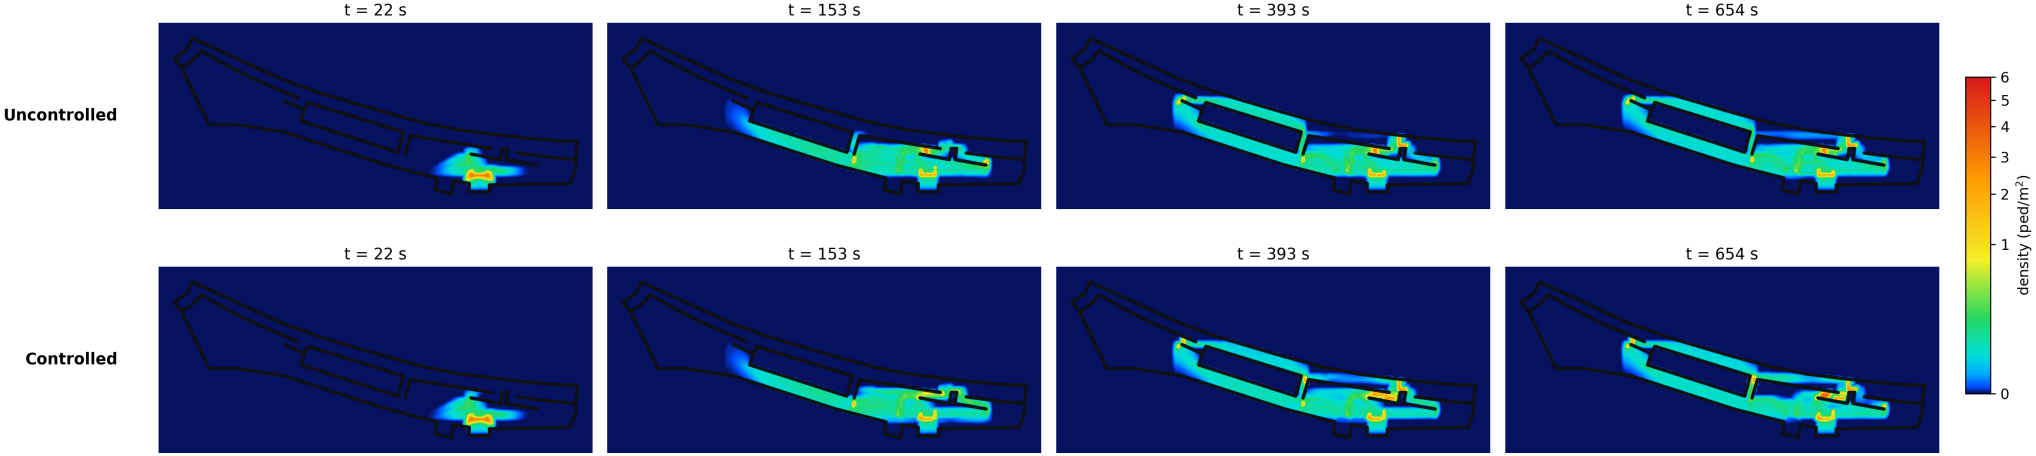 t = 22 s
t = 153 s
t = 393 s
t = 654 s
Uncontrolled
t = 22 s
t = 153 s
t = 393 s
t = 654 s
Controlled
6
5
4
3
2
1
0
density (ped/m²)